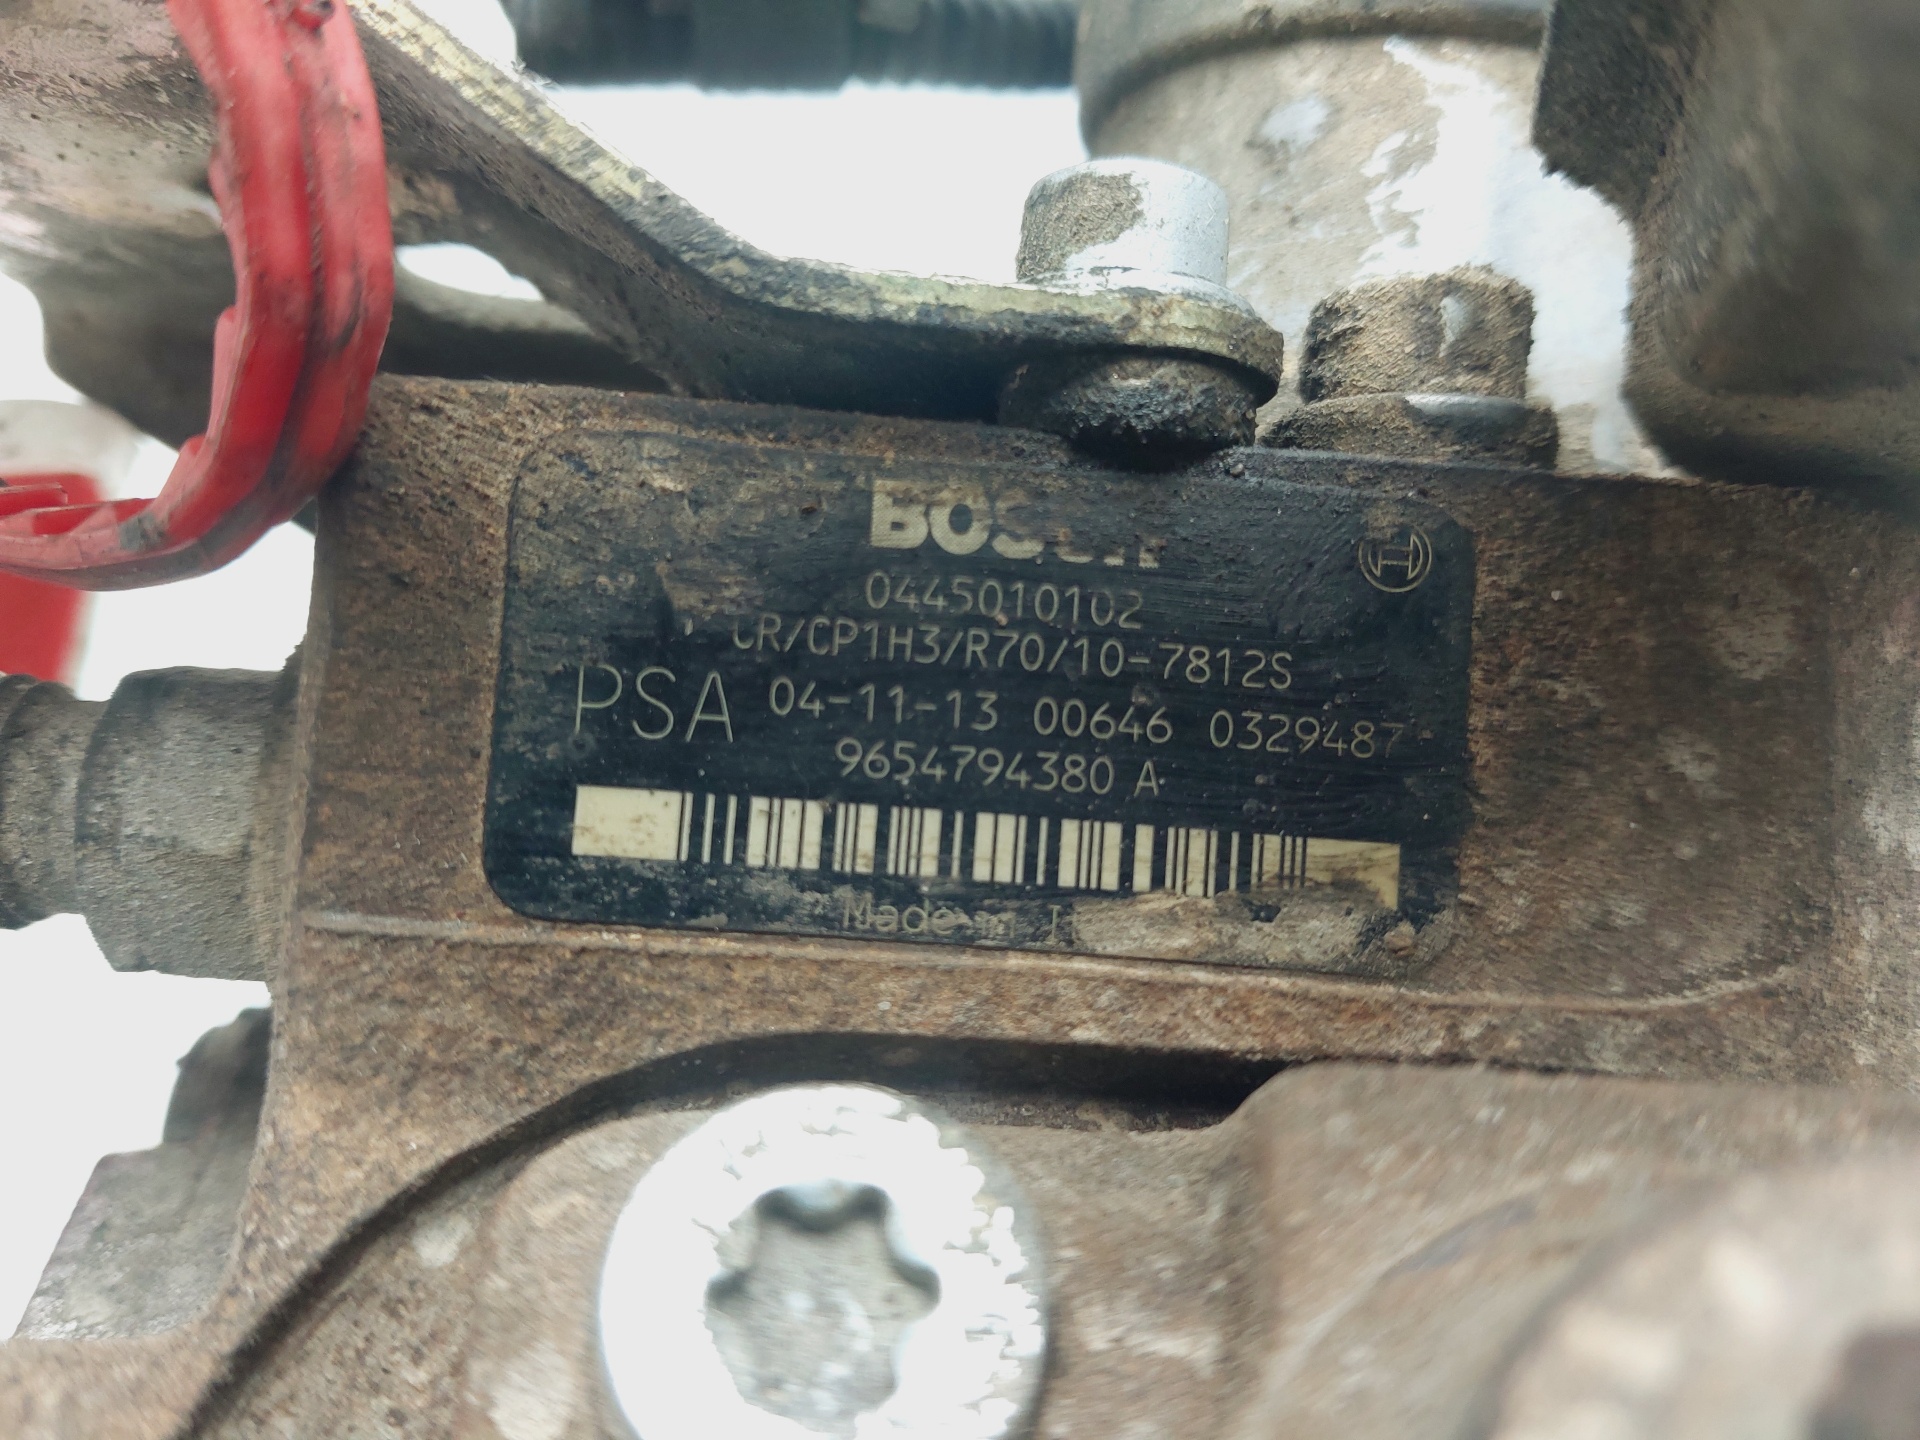 BOSCH
0445010102
CR/CP1H3/R70/10-7812S
PSA 04-11-13 00646 0329487
9654794380 A
Made in